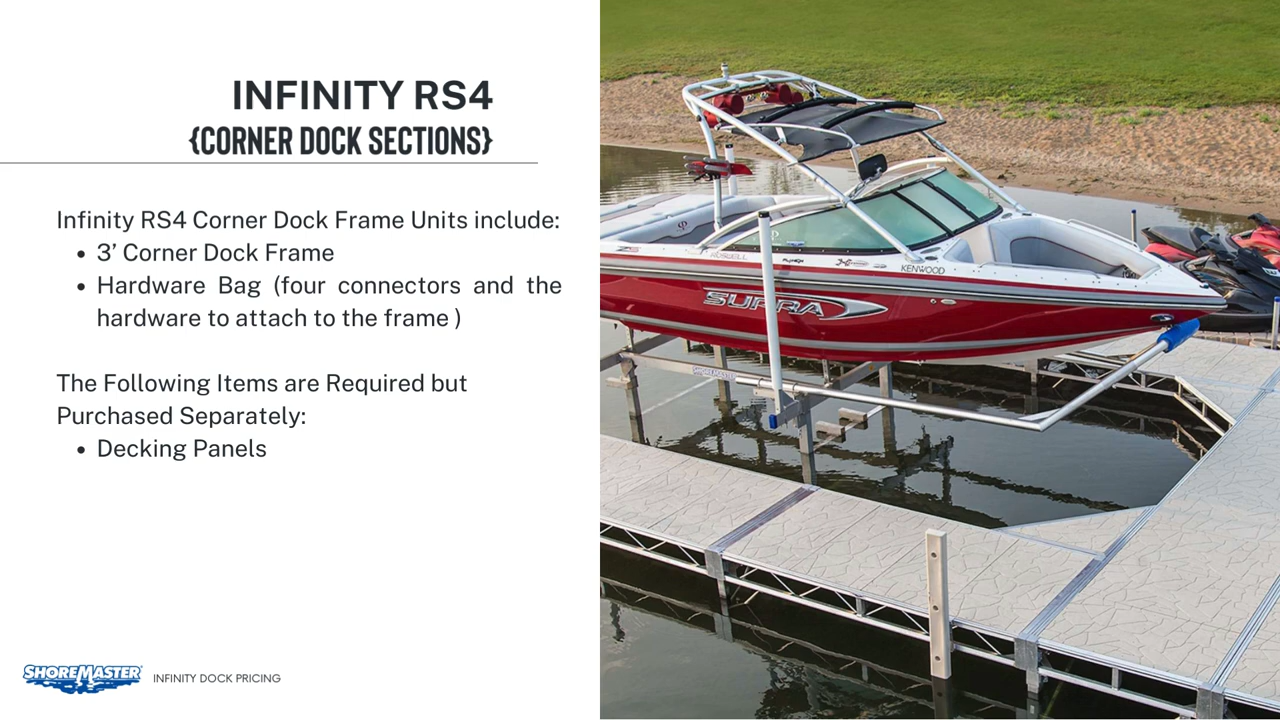 INFINITY RS4
{CORNER DOCK SECTIONS}
Infinity RS4 Corner Dock Frame Units include:
• 3’ Corner Dock Frame
• Hardware Bag (four connectors and the
hardware to attach to the frame )
The Following Items are Required but
Purchased Separately:
• Decking Panels
SHOREMASTER
INFINITY DOCK PRICING
KENWOOD
SUPRA
SHOREMASTER